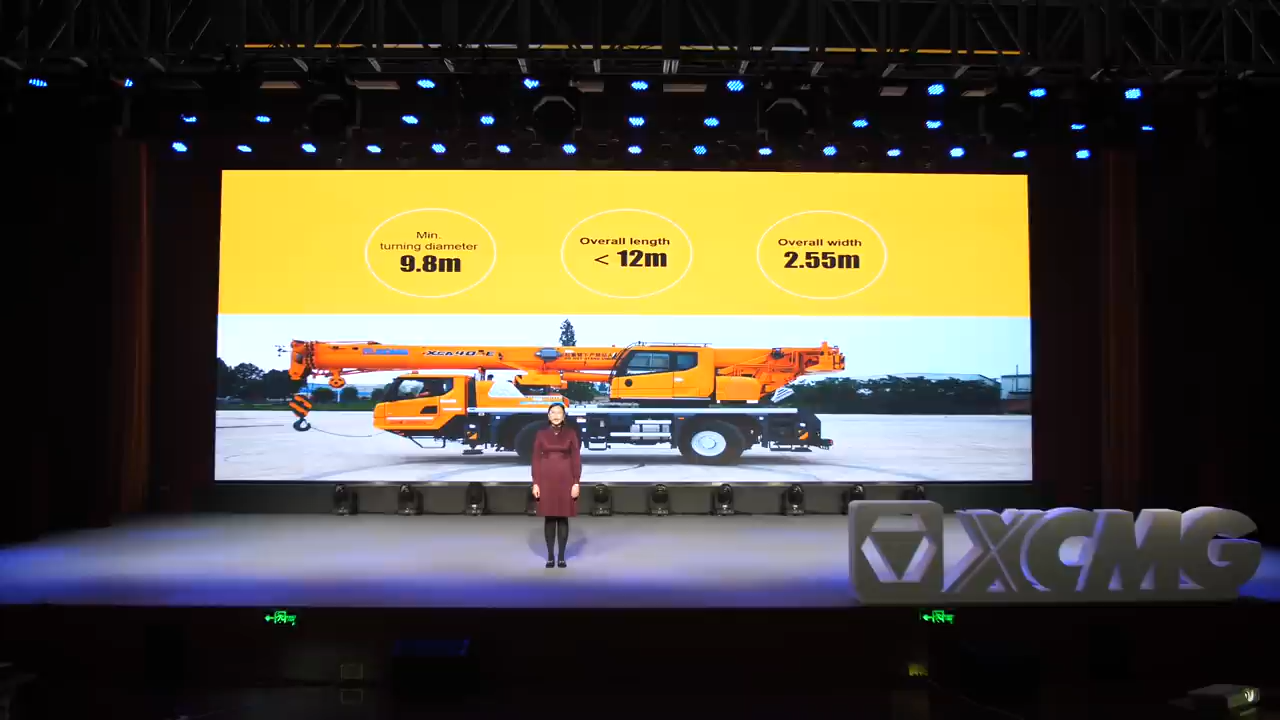 Min.
turning diameter
9.8m
Overall length
< 12m
Overall width
2.55m
XCMG